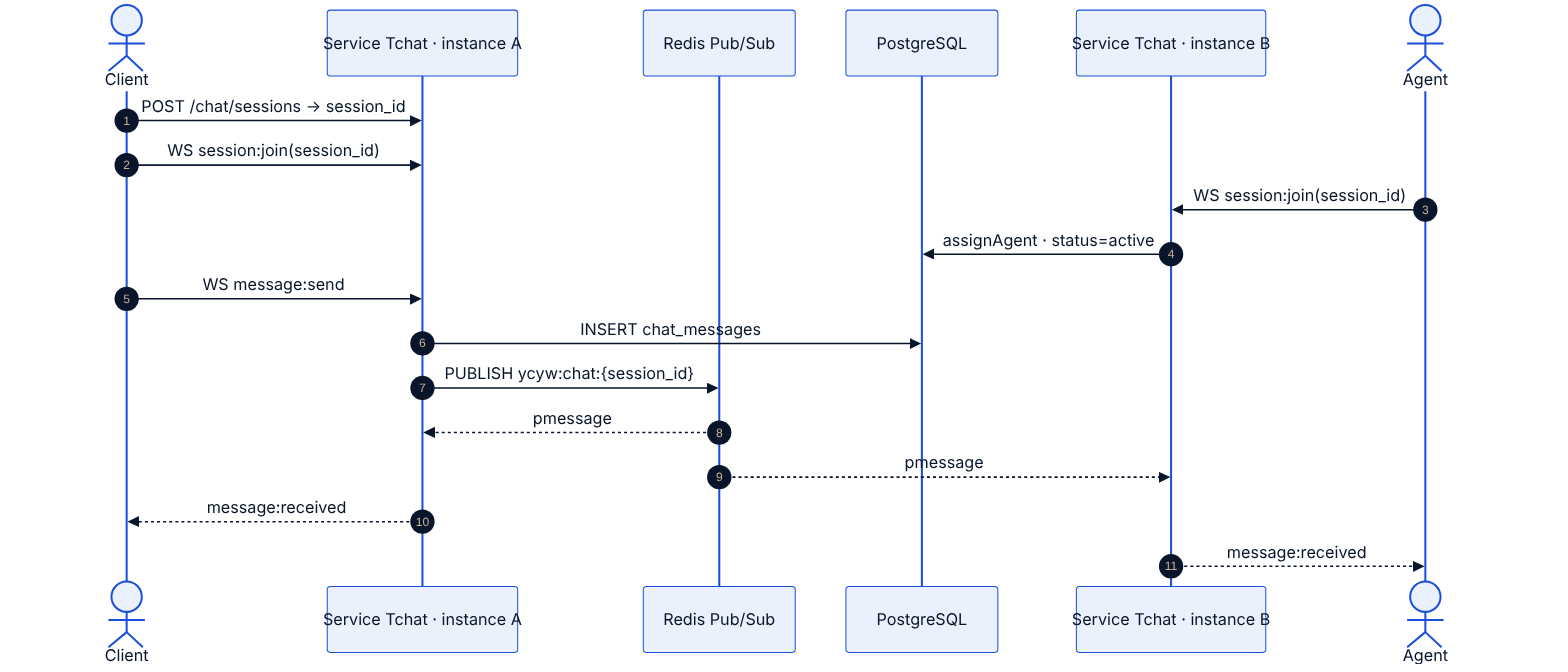 Client
Service Tchat · instance A
Redis Pub/Sub
PostgreSQL
Service Tchat · instance B
Agent
POST /chat/sessions → session_id
1
WS session:join(session_id)
2
WS session:join(session_id)
3
assignAgent · status=active
4
WS message:send
5
INSERT chat_messages
6
PUBLISH ycyw:chat:{session_id}
7
pmessage
8
pmessage
9
message:received
10
message:received
11
Client
Service Tchat · instance A
Redis Pub/Sub
PostgreSQL
Service Tchat · instance B
Agent